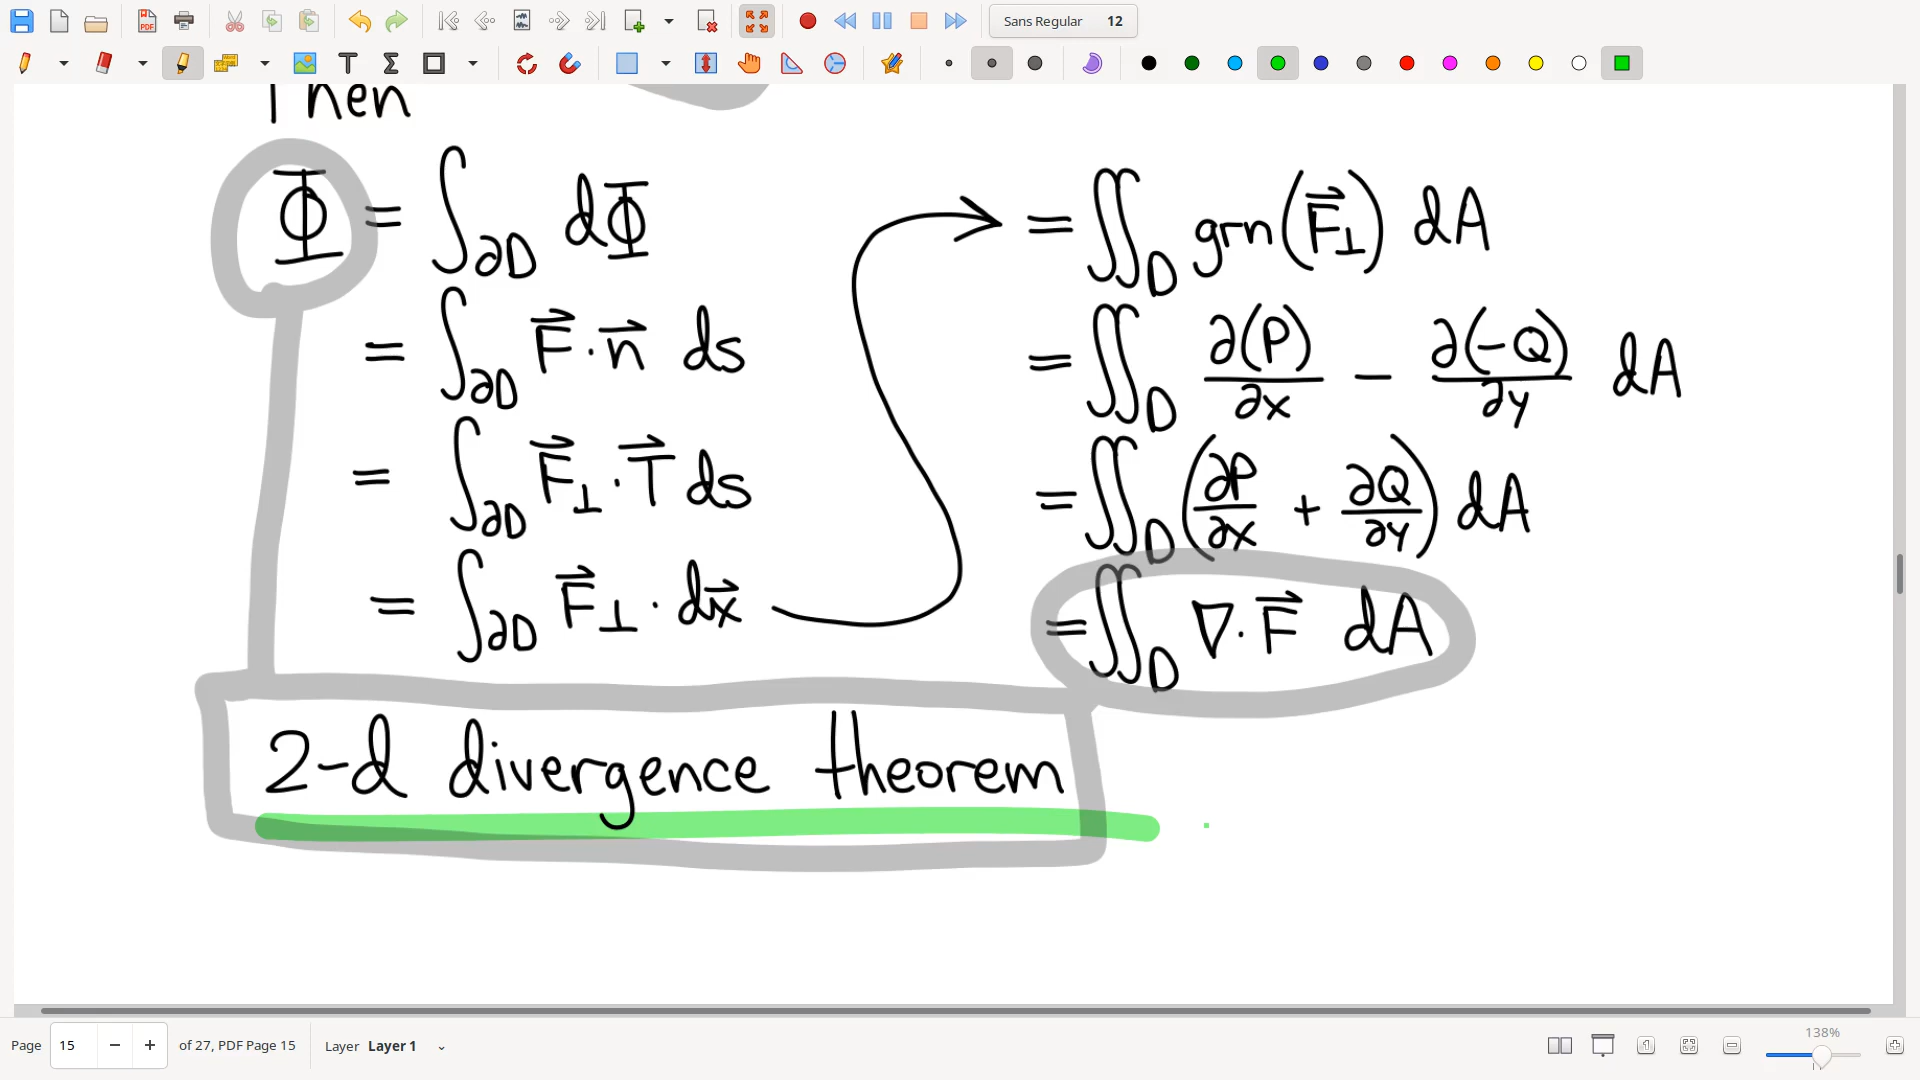 Sans Regular 12
Then
Φ = ∫∂D dΦ
= ∫∂D F⃗ · n⃗ ds
= ∫∂D F⃗⊥ · T⃗ ds
= ∫∂D F⃗⊥ · dx⃗
= ∬D grn(F⃗⊥) dA
= ∬D ∂(P)/∂x − ∂(-Q)/∂y dA
= ∬D (∂P/∂x + ∂Q/∂y) dA
= ∬D ∇ · F⃗ dA
2-d divergence theorem
Page 15 − + of 27, PDF Page 15 Layer Layer 1 138%